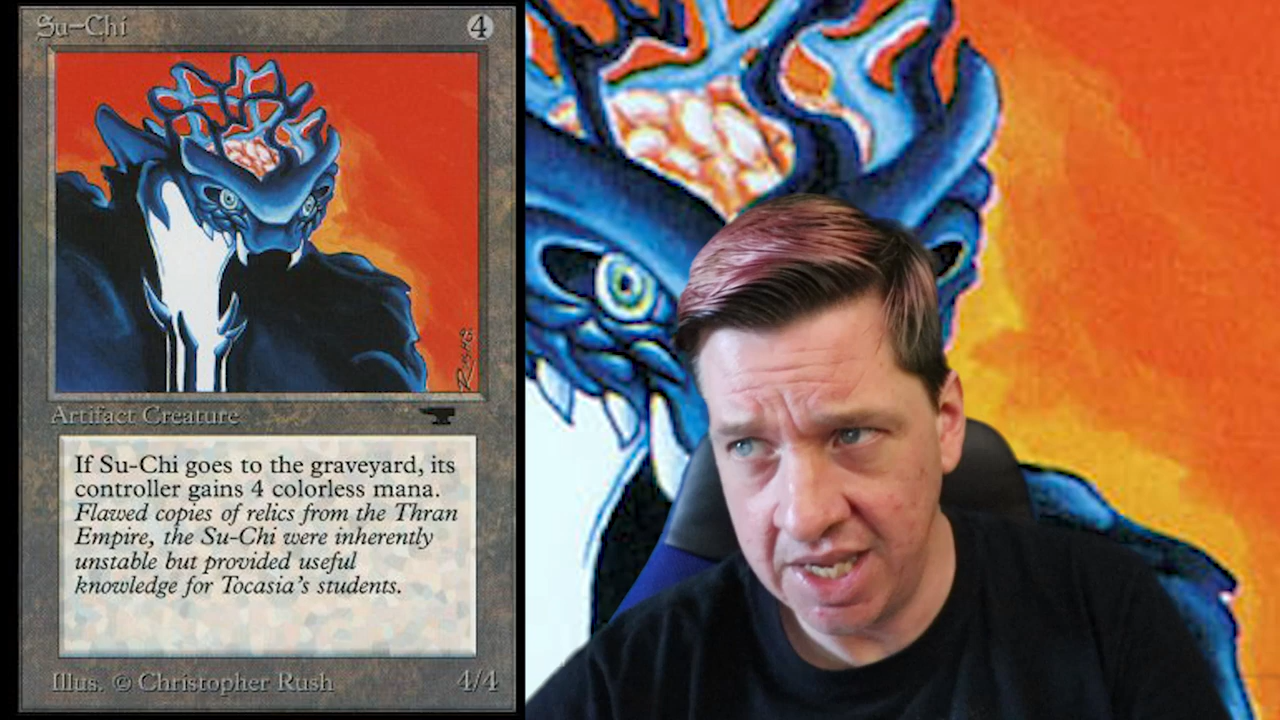 Su-Chi 4
RUSH
Artifact Creature
If Su-Chi goes to the graveyard, its
controller gains 4 colorless mana.
Flawed copies of relics from the Thran
Empire, the Su-Chi were inherently
unstable but provided useful
knowledge for Tocasia's students.
Illus. © Christopher Rush 4/4